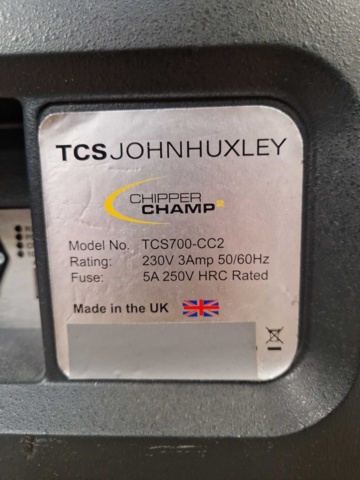 TCSJOHNHUXLEY
CHIPPER
CHAMP
Model No. TCS700-CC2
Rating: 230V 3Amp 50/60Hz
Fuse: 5A 250V HRC Rated
Made in the UK